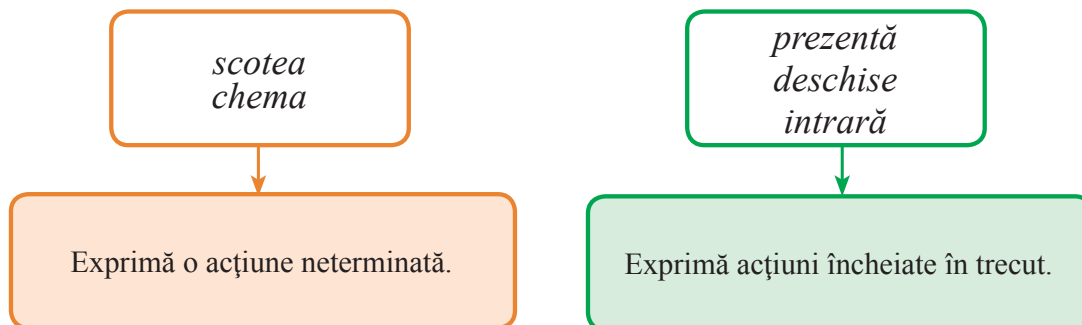 scotea
chema
prezentă
deschise
intrară
Exprimă o acţiune neterminată.
Exprimă acţiuni încheiate în trecut.